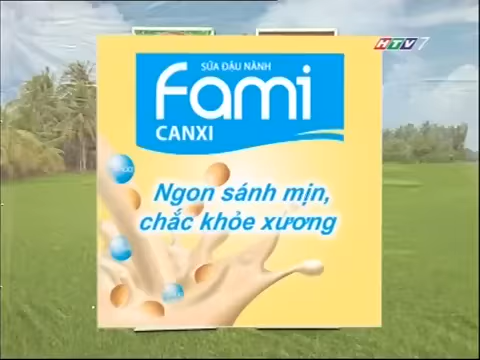 HTV7
SỮA ĐẬU NÀNH
Fami
CANXI
Ngon sánh mịn,
chắc khỏe xương